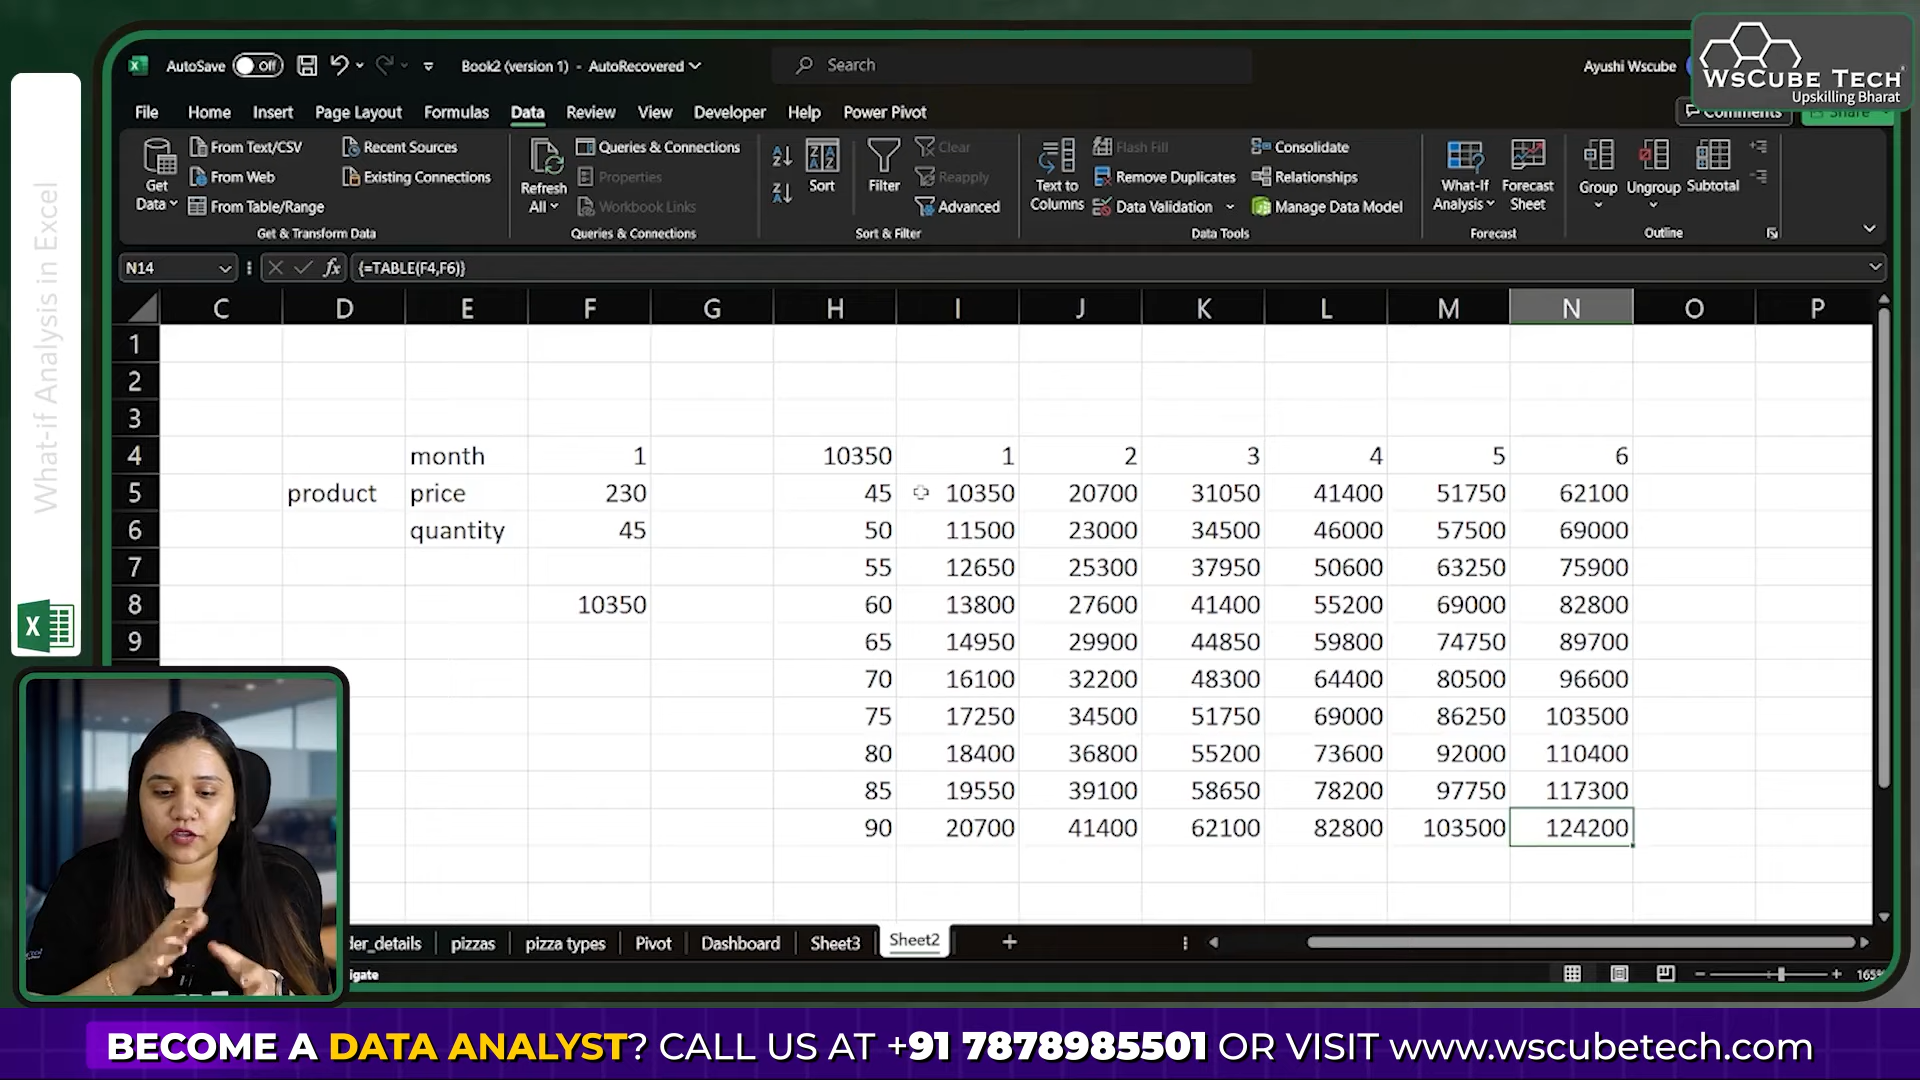 What-if Analysis in Excel
AutoSave Off Book2 (version 1) - AutoRecovered Search Ayushi Wscube
WsCube Tech
Upskilling Bharat
File Home Insert Page Layout Formulas Data Review View Developer Help Power Pivot Comments Share
Get Data
From Text/CSV
From Web
From Table/Range
Recent Sources
Existing Connections
Get & Transform Data
Refresh All
Queries & Connections
Properties
Workbook Links
Queries & Connections
Sort
Filter
Clear
Reapply
Advanced
Sort & Filter
Text to Columns
Flash Fill
Remove Duplicates
Data Validation
Consolidate
Relationships
Manage Data Model
Data Tools
What-If Analysis
Forecast Sheet
Forecast
Group
Ungroup
Subtotal
Outline
N14 fx {=TABLE(F4,F6)}
C D E F G H I J K L M N O P
1
2
3
4 month 1 10350 1 2 3 4 5 6
5 product price 230 45 10350 20700 31050 41400 51750 62100
6 quantity 45 50 11500 23000 34500 46000 57500 69000
7 55 12650 25300 37950 50600 63250 75900
8 10350 60 13800 27600 41400 55200 69000 82800
9 65 14950 29900 44850 59800 74750 89700
70 16100 32200 48300 64400 80500 96600
75 17250 34500 51750 69000 86250 103500
80 18400 36800 55200 73600 92000 110400
85 19550 39100 58650 78200 97750 117300
90 20700 41400 62100 82800 103500 124200
der_details pizzas pizza types Pivot Dashboard Sheet3 Sheet2
igate 165%
BECOME A DATA ANALYST? CALL US AT +91 7878985501 OR VISIT www.wscubetech.com